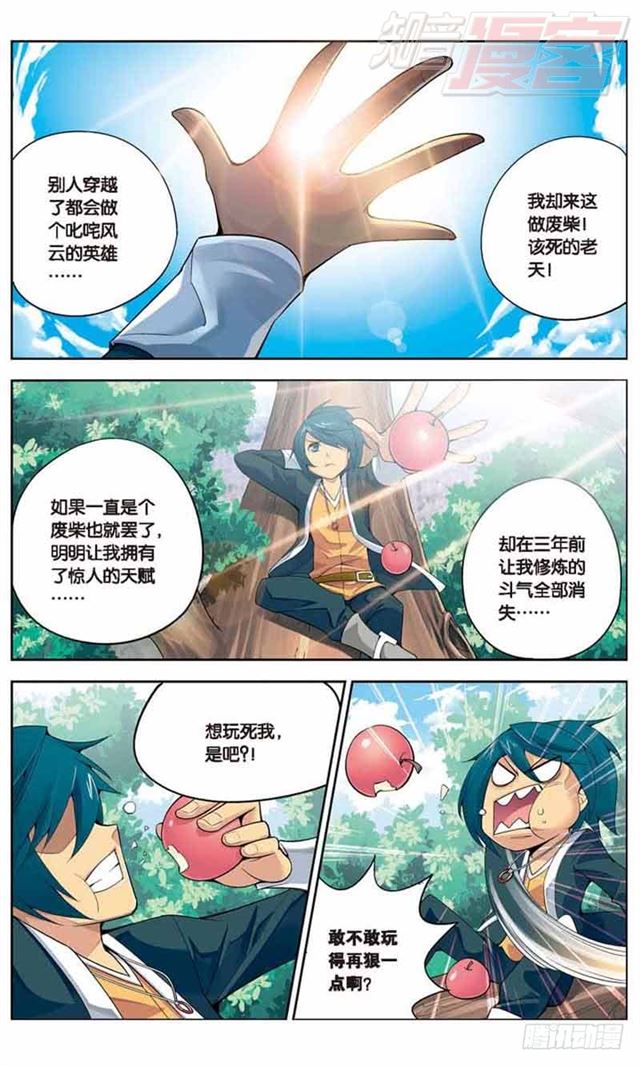 知音漫客
别人穿越
了都会做
个叱咤风
云的英雄
……
我却来这
做废柴！
该死的老
天！
如果一直是个
废柴也就罢了，
明明让我拥有
了惊人的天赋
……
却在三年前
让我修炼的
斗气全部消
失……
想玩死我，
是吧？！
敢不敢玩
得再狠一
点啊？
腾讯动漫